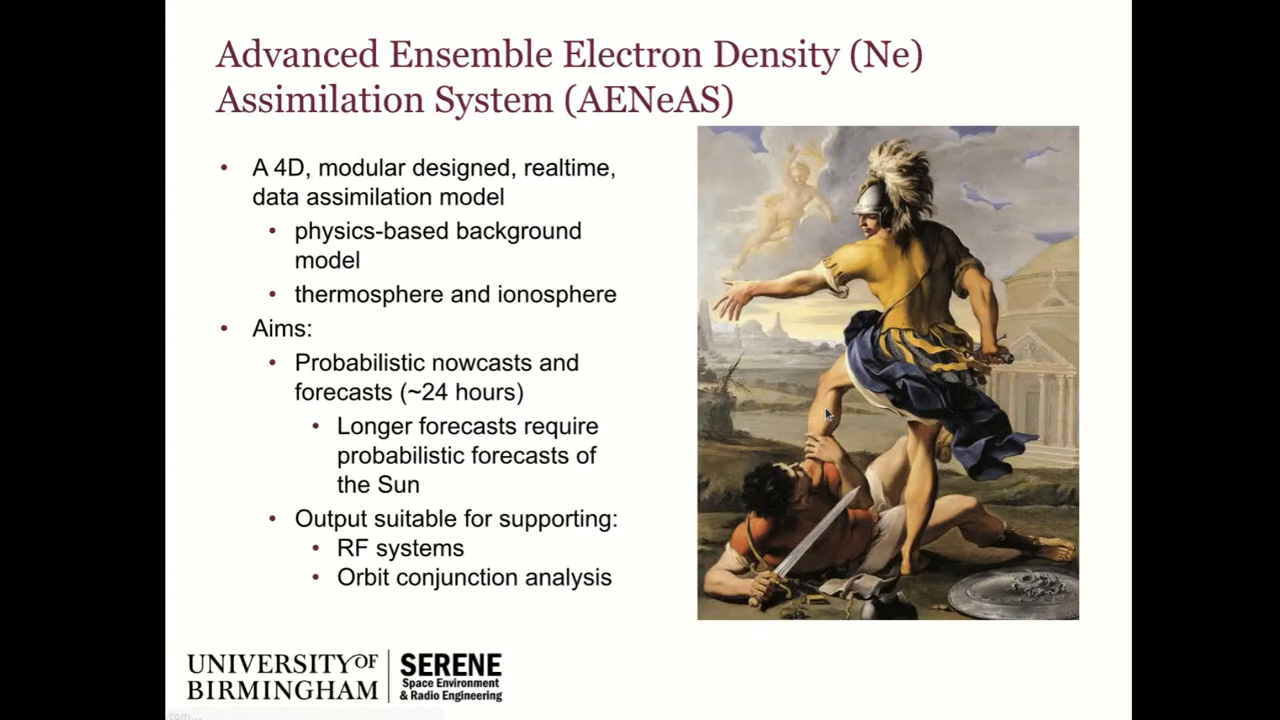 Advanced Ensemble Electron Density (Ne)
Assimilation System (AENeAS)
• A 4D, modular designed, realtime,
data assimilation model
• physics-based background
model
• thermosphere and ionosphere
• Aims:
• Probabilistic nowcasts and
forecasts (~24 hours)
• Longer forecasts require
probabilistic forecasts of
the Sun
• Output suitable for supporting:
• RF systems
• Orbit conjunction analysis
UNIVERSITY OF
BIRMINGHAM
SERENE
Space Environment
& Radio Engineering
com...